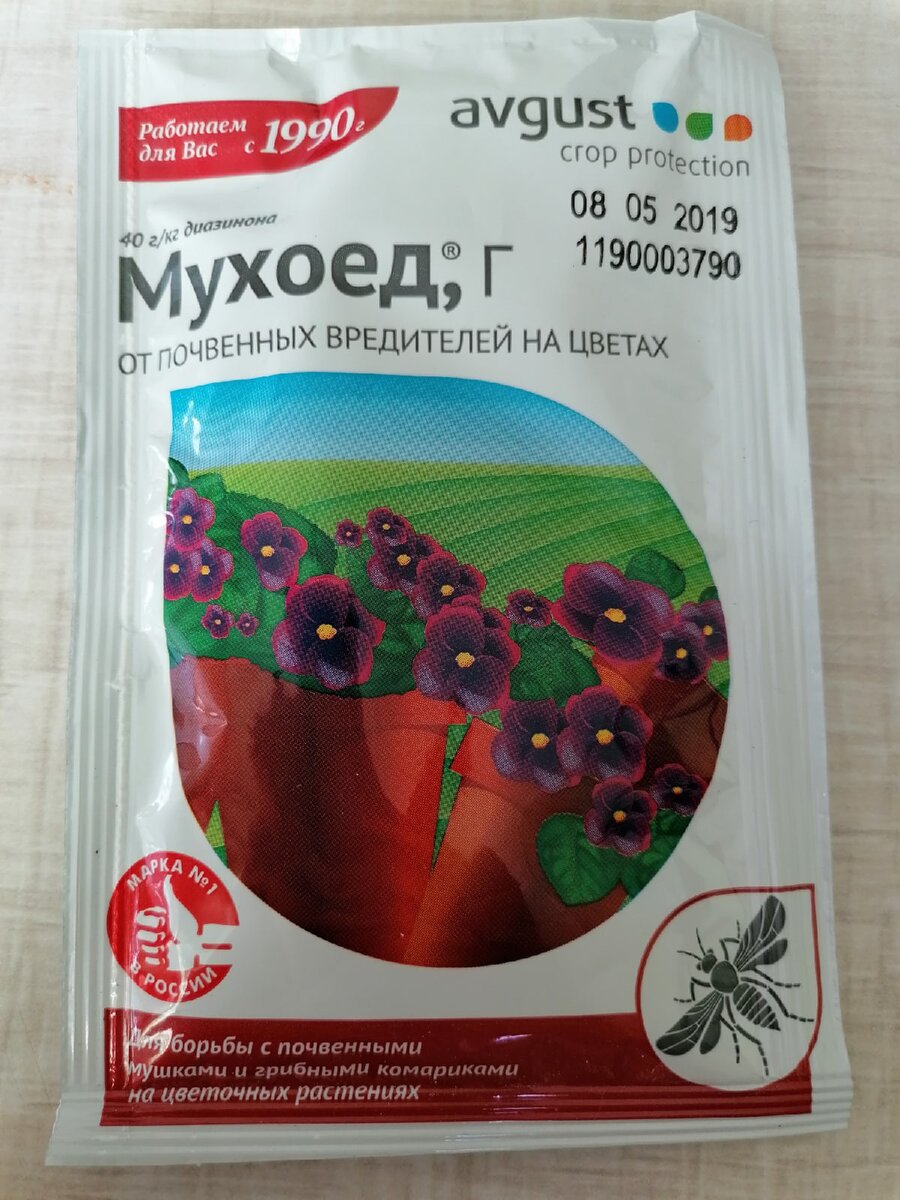 Работаем
для Вас с 1990 г
avgust
crop protection
08 05 2019
1190003790
40 г/кг диазинона
Мухоед,® Г
ОТ ПОЧВЕННЫХ ВРЕДИТЕЛЕЙ НА ЦВЕТАХ
МАРКА №1
В РОССИИ
Для борьбы с почвенными
мушками и грибными комариками
на цветочных растениях